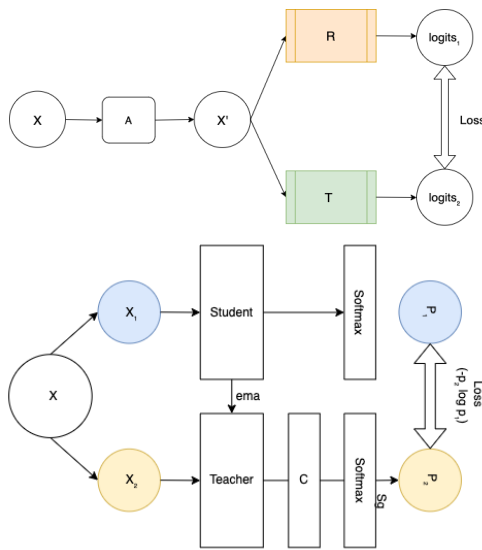 R
logits₁
X
A
X'
Loss
T
logits₂
X₁
Student
Softmax
P₁
X
ema
Loss
(-p₂ log p₁)
X₂
Teacher
C
Softmax
Sg
P₂